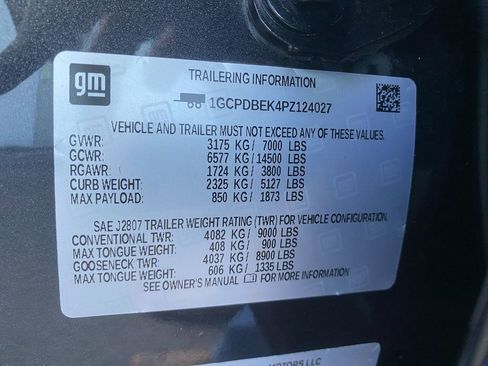 gm
TRAILERING INFORMATION
1GCPDBEK4PZ124027
VEHICLE AND TRAILER MUST NOT EXCEED ANY OF THESE VALUES.
GVWR: 3175 KG/ 7000 LBS
GCWR: 6577 KG/ 14500 LBS
RGAWR: 1724 KG/ 3800 LBS
CURB WEIGHT: 2325 KG/ 5127 LBS
MAX PAYLOAD: 850 KG/ 1873 LBS
SAE J2807 TRAILER WEIGHT RATING (TWR) FOR VEHICLE CONFIGURATION.
CONVENTIONAL TWR: 4082 KG/ 9000 LBS
MAX TONGUE WEIGHT: 408 KG/ 900 LBS
GOOSENECK TWR: 4037 KG/ 8900 LBS
MAX TONGUE WEIGHT: 606 KG/ 1335 LBS
SEE OWNER'S MANUAL FOR MORE INFORMATION
MOTORS LLC